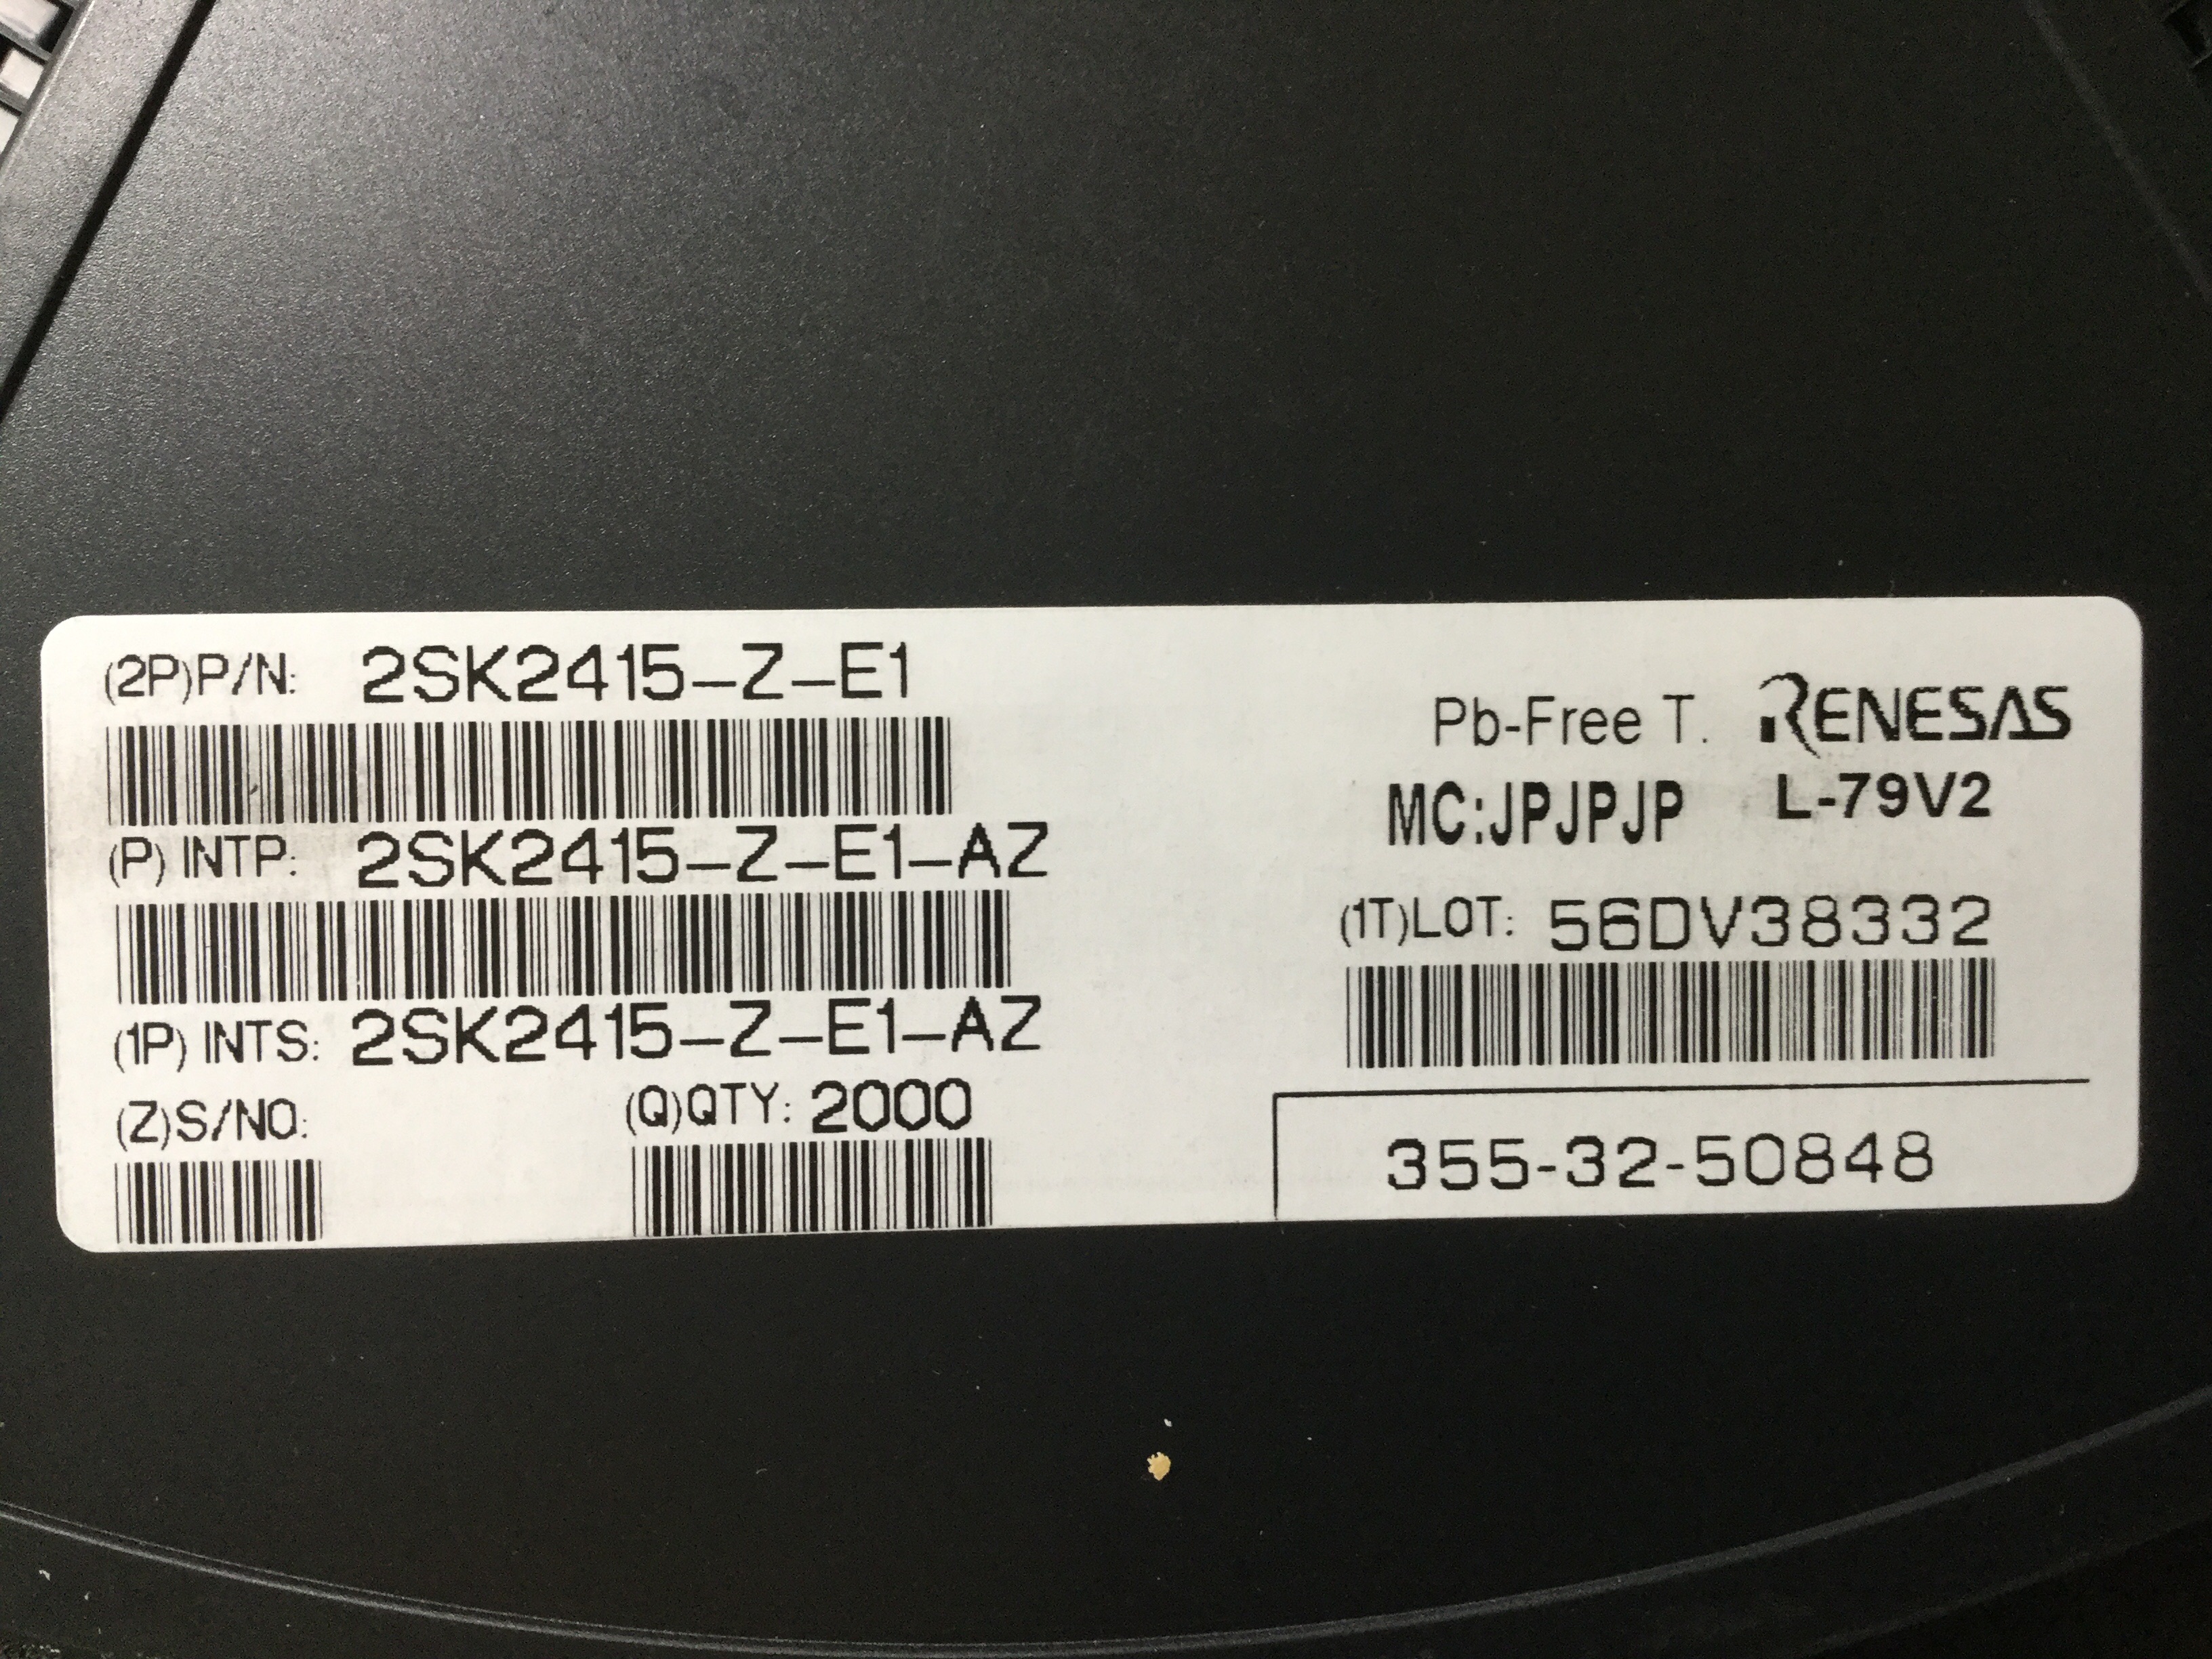 (2P)P/N: 2SK2415-Z-E1
(P) INTP: 2SK2415-Z-E1-AZ
(1P) INTS: 2SK2415-Z-E1-AZ
(Z)S/NO: (Q)QTY: 2000
Pb-Free T. RENESAS
MC:JPJPJP L-79V2
(1T)LOT: 56DV38332
355-32-50848